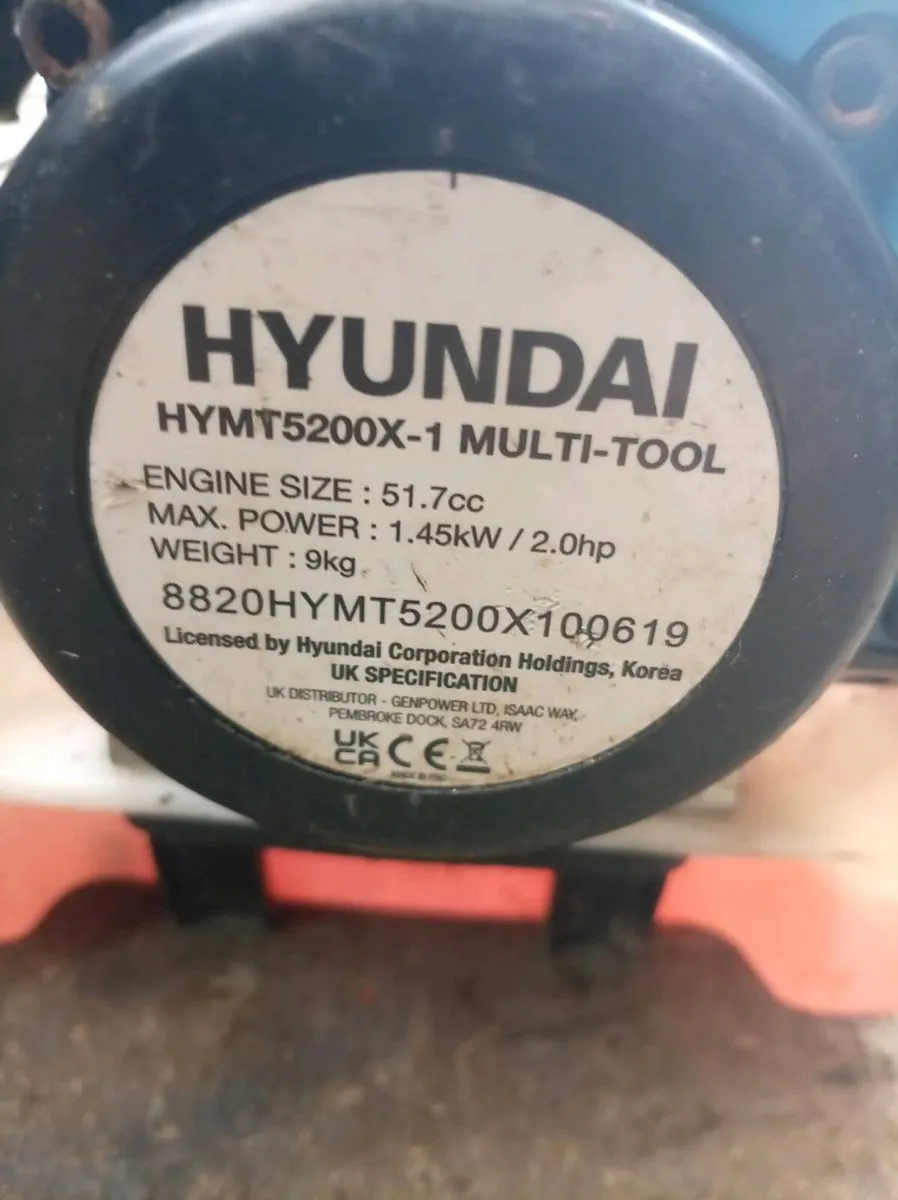 HYUNDAI
HYMT5200X-1 MULTI-TOOL
ENGINE SIZE : 51.7cc
MAX. POWER : 1.45kW / 2.0hp
WEIGHT : 9kg
8820HYMT5200X100619
Licensed by Hyundai Corporation Holdings, Korea
UK SPECIFICATION
UK DISTRIBUTOR - GENPOWER LTD, ISAAC WAY,
PEMBROKE DOCK, SA72 4RW
UK
CA CE